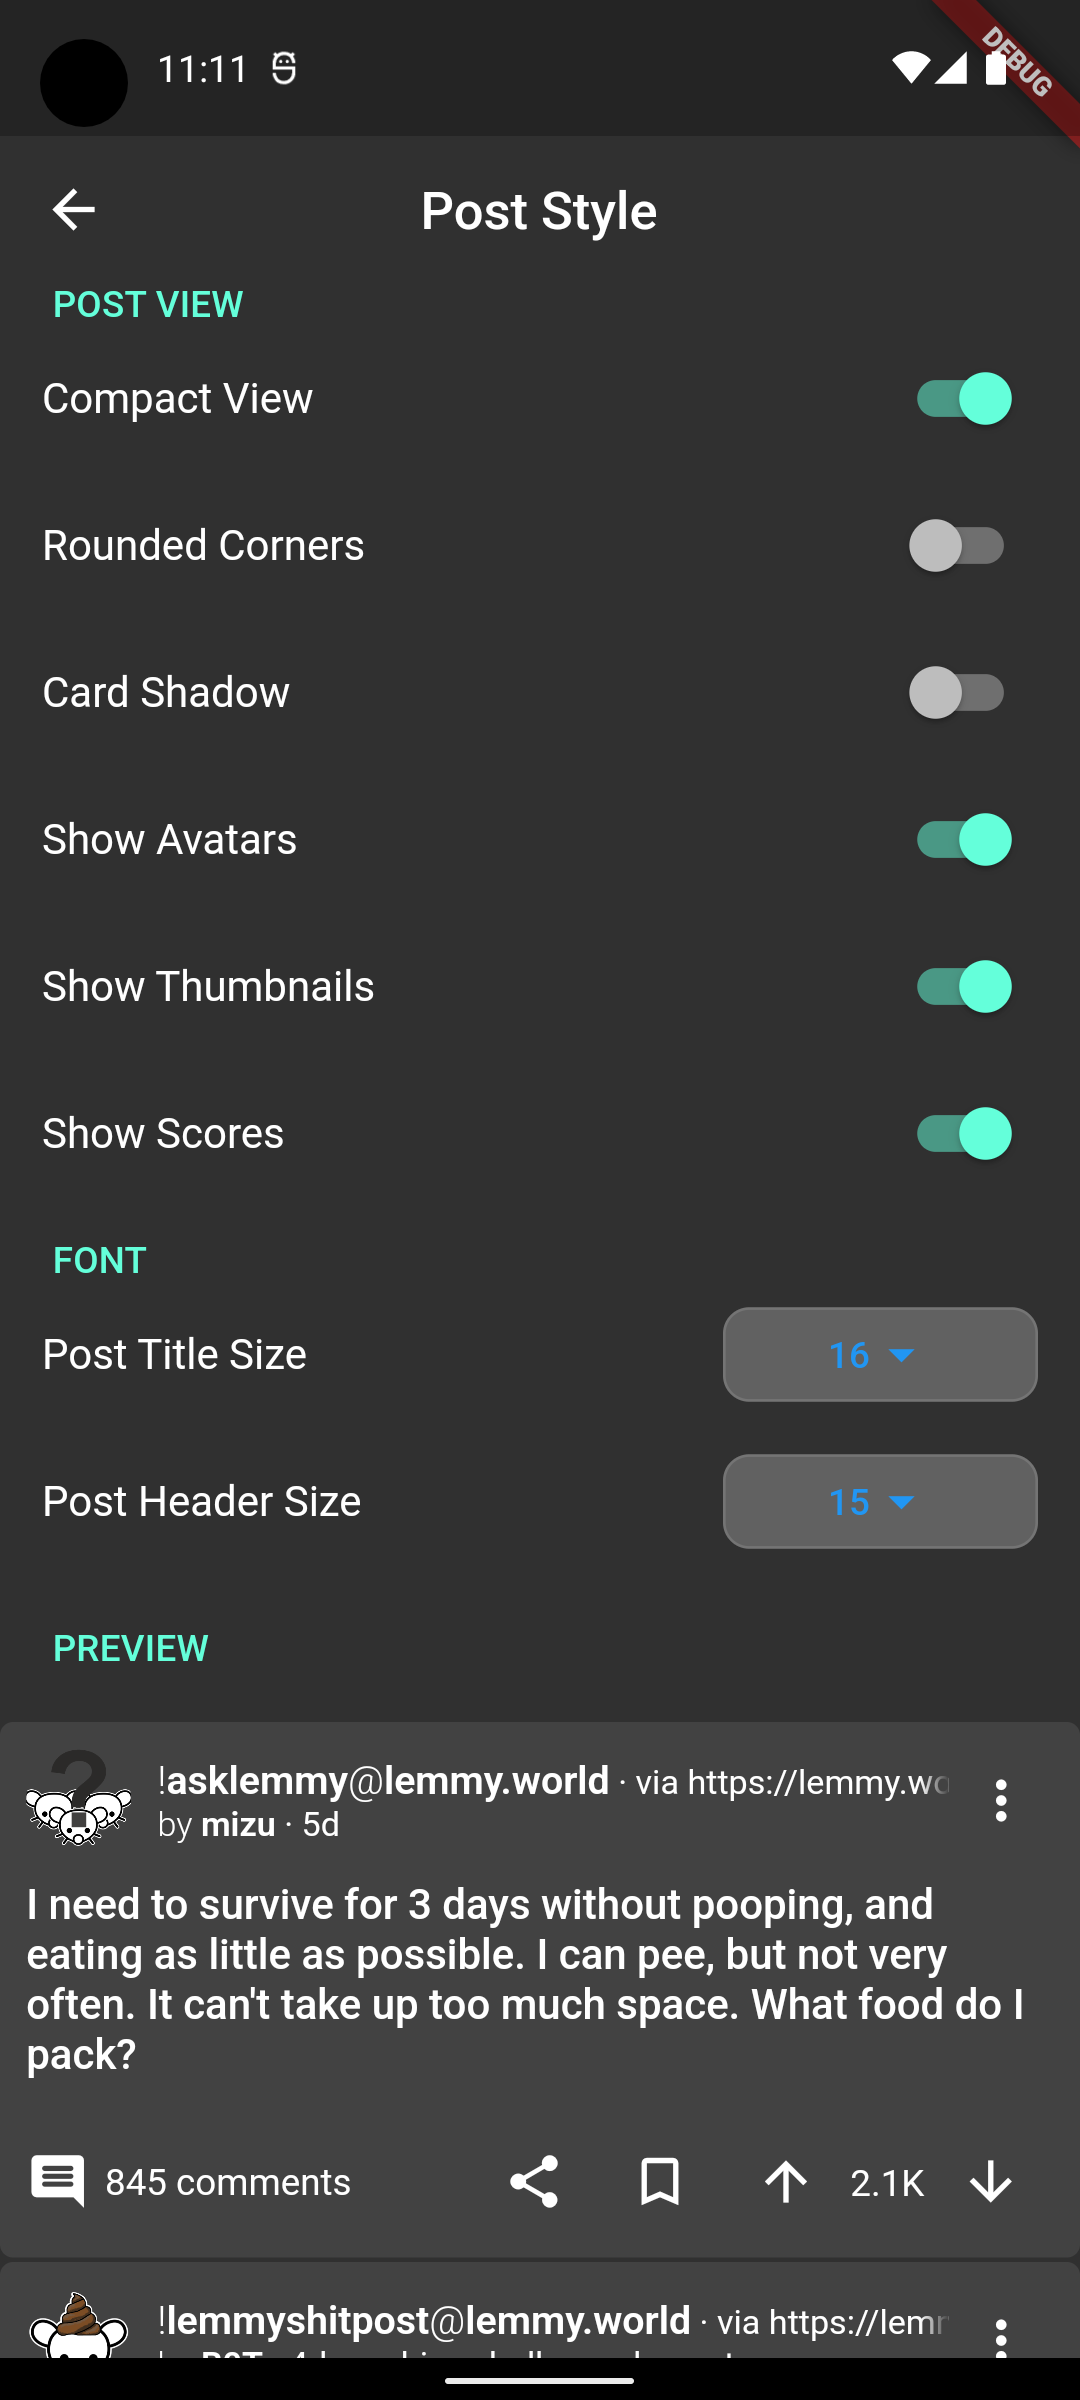 11:11
DEBUG
Post Style
POST VIEW
Compact View
Rounded Corners
Card Shadow
Show Avatars
Show Thumbnails
Show Scores
FONT
Post Title Size
16
Post Header Size
15
PREVIEW
!asklemmy@lemmy.world · via https://lemmy.wo
by mizu · 5d
I need to survive for 3 days without pooping, and
eating as little as possible. I can pee, but not very
often. It can't take up too much space. What food do I
pack?
845 comments
2.1K
!lemmyshitpost@lemmy.world · via https://lem